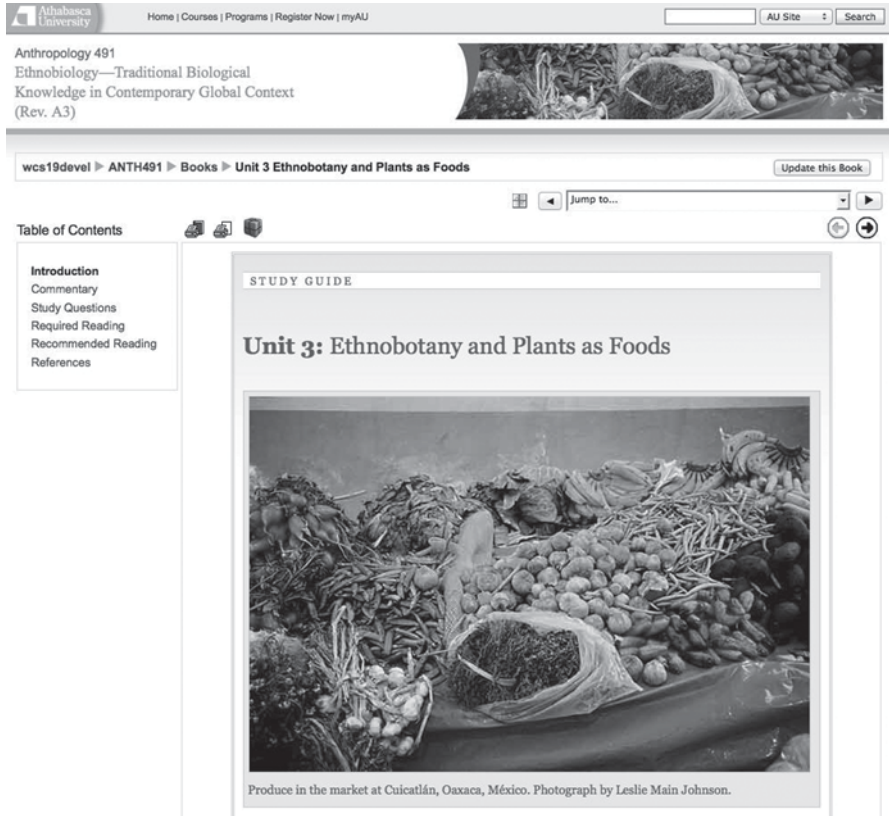 Athabasca
University
Home | Courses | Programs | Register Now | myAU
AU Site
Search
Anthropology 491
Ethnobiology—Traditional Biological
Knowledge in Contemporary Global Context
(Rev. A3)
wcs19devel ▶ ANTH491 ▶ Books ▶ Unit 3 Ethnobotany and Plants as Foods
Update this Book
Jump to...
Table of Contents
Introduction
Commentary
Study Questions
Required Reading
Recommended Reading
References
STUDY GUIDE
Unit 3: Ethnobotany and Plants as Foods
Produce in the market at Cuicatlán, Oaxaca, México. Photograph by Leslie Main Johnson.